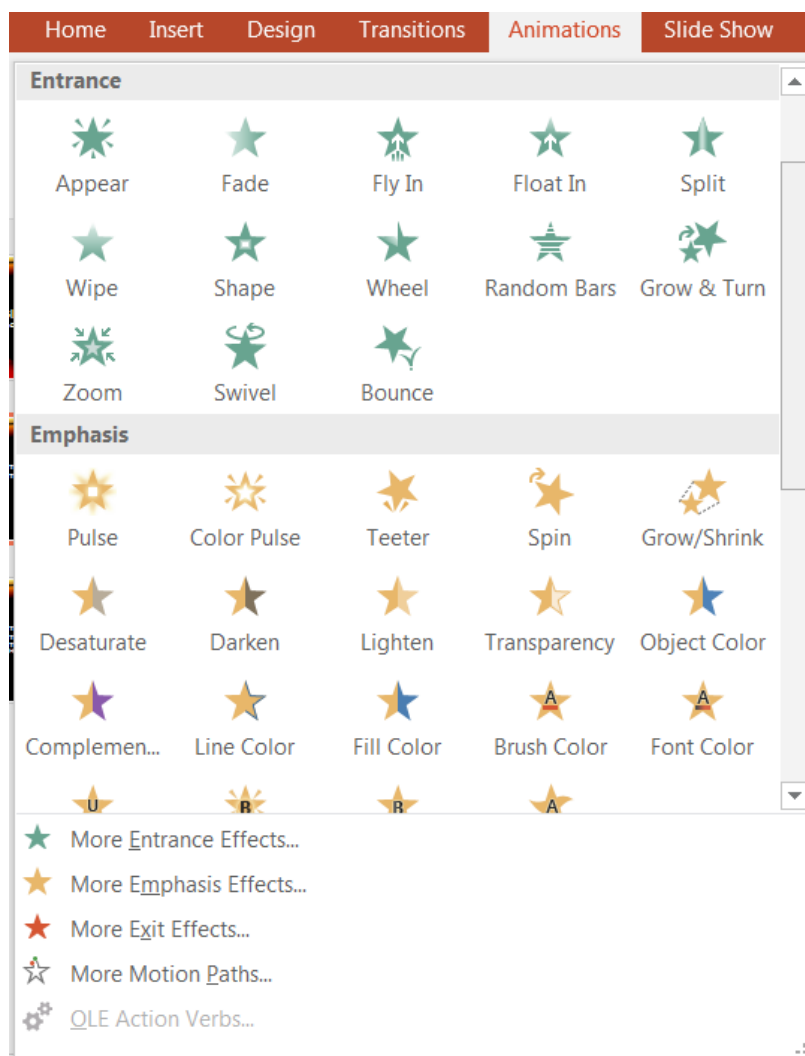 Home Insert Design Transitions Animations Slide Show
Entrance
Appear Fade Fly In Float In Split
Wipe Shape Wheel Random Bars Grow & Turn
Zoom Swivel Bounce
Emphasis
Pulse Color Pulse Teeter Spin Grow/Shrink
Desaturate Darken Lighten Transparency Object Color
Complemen... Line Color Fill Color Brush Color Font Color
U B B A
More Entrance Effects...
More Emphasis Effects...
More Exit Effects...
More Motion Paths...
OLE Action Verbs...